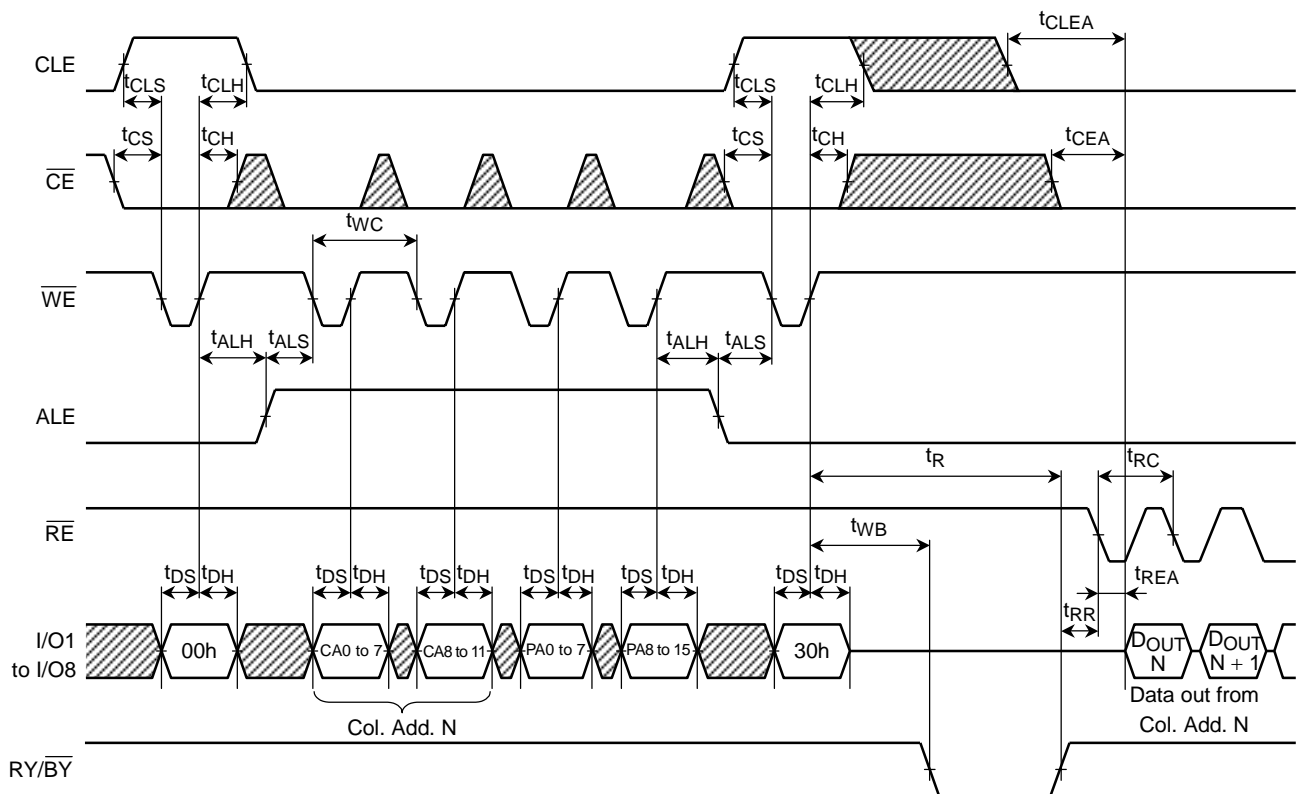 CLE
tCLS
tCLH
tCLS
tCLH
tCLEA
CE
tCS
tCH
tCS
tCH
tCEA
WE
tWC
tALH
tALS
tALH
tALS
ALE
RE
tR
tRC
tWB
tREA
tRR
I/O1
to I/O8
tDS
tDH
tDS
tDH
tDS
tDH
tDS
tDH
tDS
tDH
tDS
tDH
00h
CA0 to 7
CA8 to 11
PA0 to 7
PA8 to 15
30h
DOUT
N
DOUT
N + 1
Col. Add. N
Data out from
Col. Add. N
RY/BY